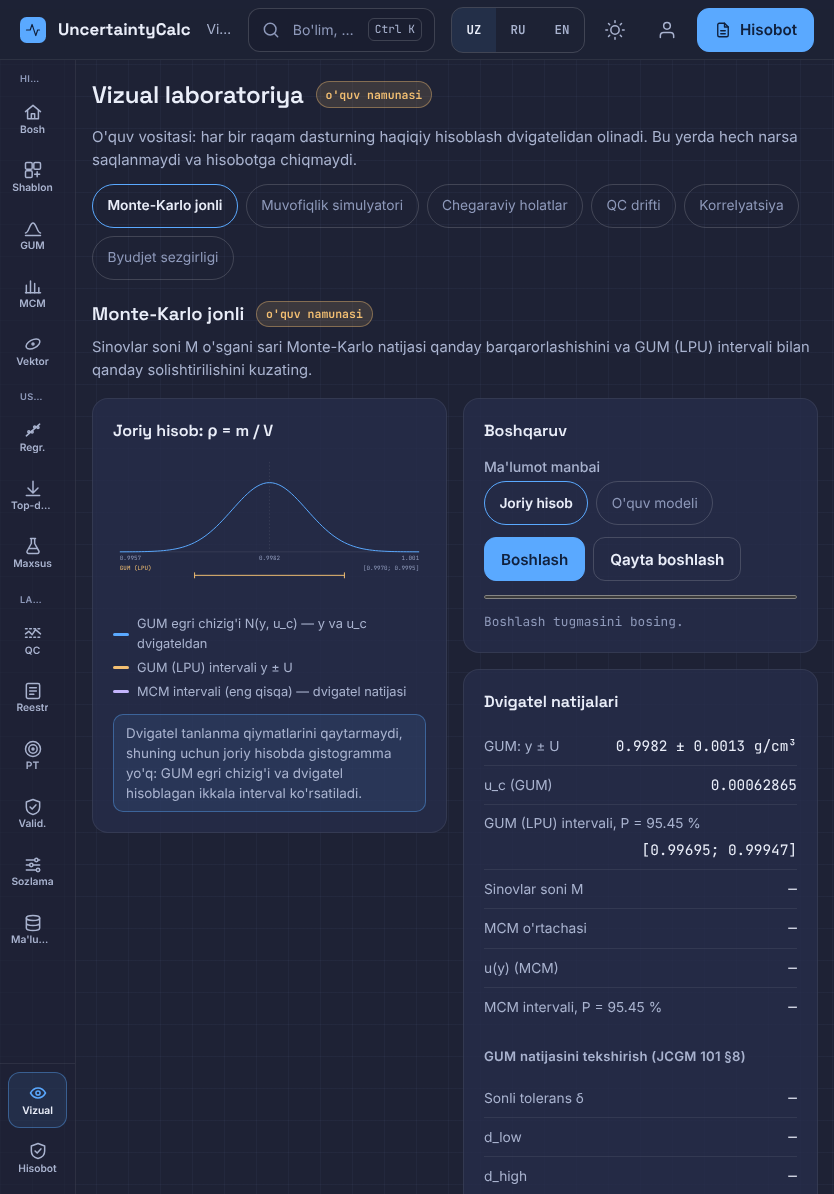 UncertaintyCalc
Vi...
Bo'lim, ...
Ctrl K
UZ
RU
EN
Hisobot
HI...
Bosh
Shablon
GUM
MCM
Vektor
US...
Regr.
Top-d...
Maxsus
LA...
QC
Reestr
PT
Valid.
Sozlama
Ma'lu...
Vizual
Hisobot
Vizual laboratoriya
o'quv namunasi
O'quv vositasi: har bir raqam dasturning haqiqiy hisoblash dvigatelidan olinadi. Bu yerda hech narsa
saqlanmaydi va hisobotga chiqmaydi.
Monte-Karlo jonli
Muvofiqlik simulyatori
Chegaraviy holatlar
QC drifti
Korrelyatsiya
Byudjet sezgirligi
Monte-Karlo jonli
o'quv namunasi
Sinovlar soni M o'sgani sari Monte-Karlo natijasi qanday barqarorlashishini va GUM (LPU) intervali bilan
qanday solishtirilishini kuzating.
Joriy hisob: ρ = m / V
0.9957
0.9982
1.001
GUM (LPU)
[0.9970; 0.9995]
GUM egri chizig'i N(y, u_c) — y va u_c
dvigateldan
GUM (LPU) intervali y ± U
MCM intervali (eng qisqa) — dvigatel natijasi
Dvigatel tanlanma qiymatlarini qaytarmaydi,
shuning uchun joriy hisobda gistogramma
yo'q: GUM egri chizig'i va dvigatel
hisoblagan ikkala interval ko'rsatiladi.
Boshqaruv
Ma'lumot manbai
Joriy hisob
O'quv modeli
Boshlash
Qayta boshlash
Boshlash tugmasini bosing.
Dvigatel natijalari
GUM: y ± U
0.9982 ± 0.0013 g/cm³
u_c (GUM)
0.00062865
GUM (LPU) intervali, P = 95.45 %
[0.99695; 0.99947]
Sinovlar soni M
—
MCM o'rtachasi
—
u(y) (MCM)
—
MCM intervali, P = 95.45 %
—
GUM natijasini tekshirish (JCGM 101 §8)
Sonli tolerans δ
—
d_low
—
d_high
—